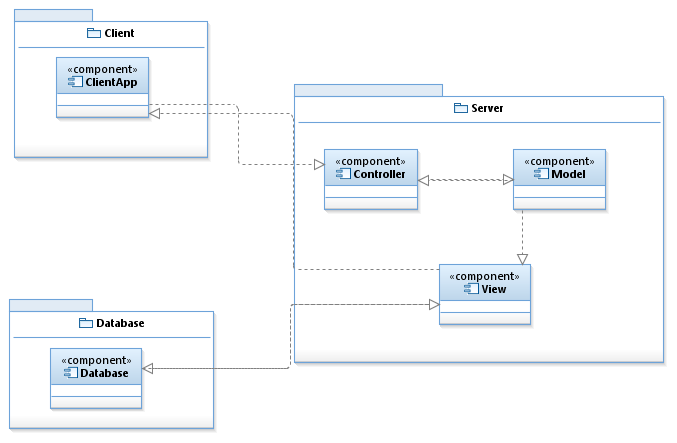 Client
«component»
ClientApp
Server
«component»
Controller
«component»
Model
«component»
View
Database
«component»
Database